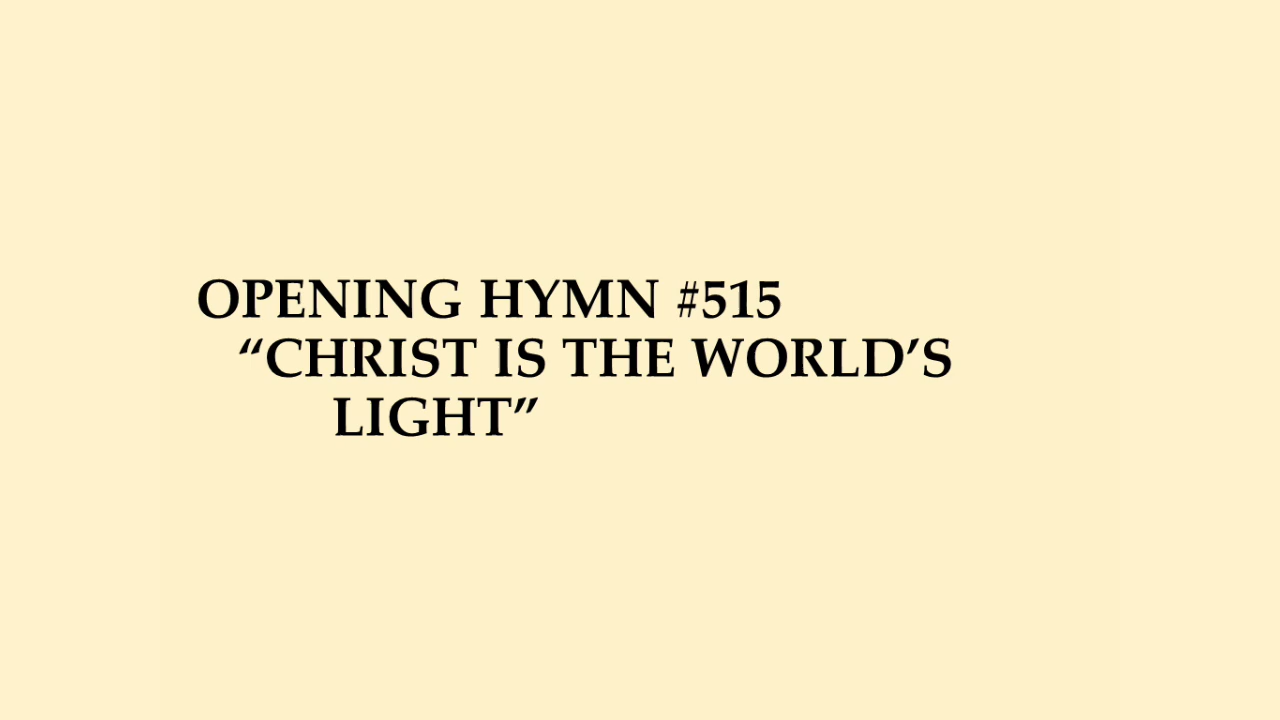 OPENING HYMN #515
“CHRIST IS THE WORLD’S
LIGHT”